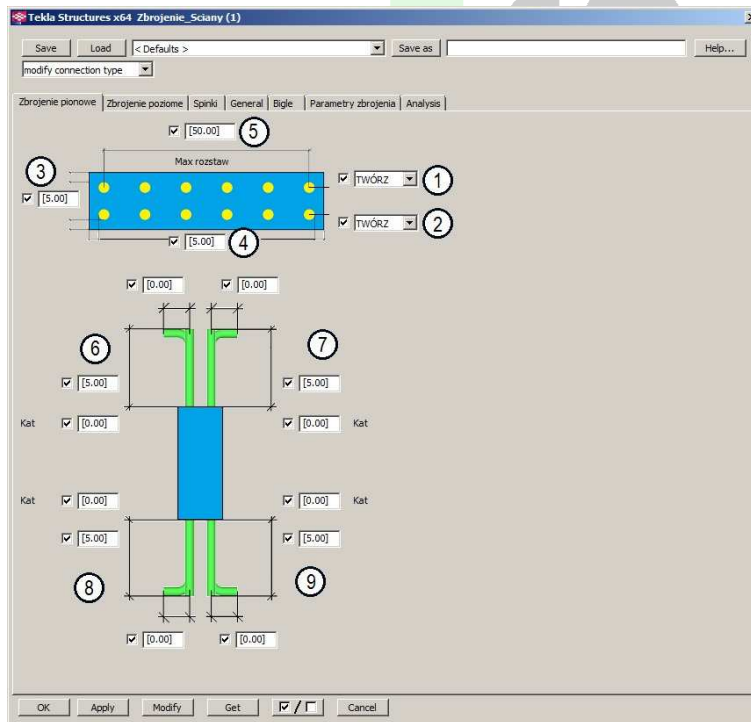 Tekla Structures x64 Zbrojenie_Sciany (1)
Save Load < Defaults > Save as Help...
modify connection type
Zbrojenie pionowe Zbrojenie poziome Spinki General Bigle Parametry zbrojenia Analysis
[50.00] 5
Max rozstaw
3
TWÓRZ 1
[5.00]
TWÓRZ 2
[5.00] 4
[0.00] [0.00]
6 7
[5.00] [5.00]
Kat [0.00] [0.00] Kat
Kat [0.00] [0.00] Kat
[5.00] [5.00]
8 9
[0.00] [0.00]
OK Apply Modify Get / Cancel